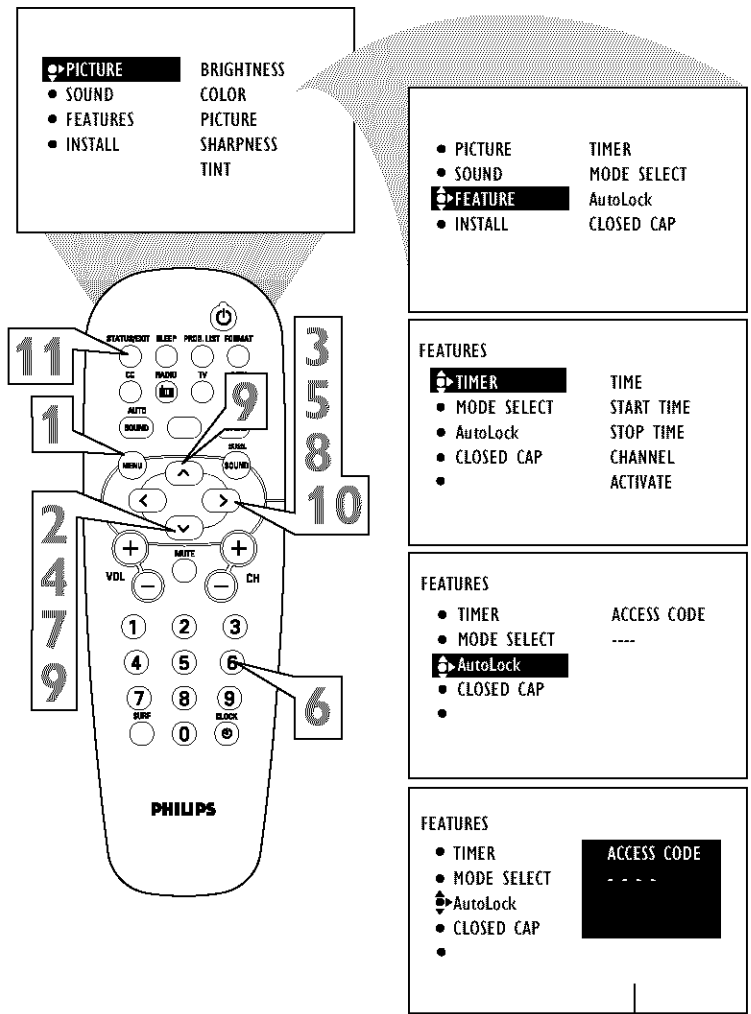 PICTURE BRIGHTNESS
SOUND COLOR
FEATURES PICTURE
INSTALL SHARPNESS
TINT
PICTURE TIMER
SOUND MODE SELECT
FEATURE AutoLock
INSTALL CLOSED CAP
FEATURES
TIMER TIME
MODE SELECT START TIME
AutoLock STOP TIME
CLOSED CAP CHANNEL
ACTIVATE
FEATURES
TIMER ACCESS CODE
MODE SELECT ----
AutoLock
CLOSED CAP
FEATURES
TIMER ACCESS CODE
MODE SELECT - - - -
AutoLock
CLOSED CAP
STATUS/EXIT SLEEP PROG. LIST FORMAT
CC RADIO TV
AUTO
SOUND
MENU SOUND
MUTE
VOL CH
1 2 3
4 5 6
7 8 9
SURF CLOCK
0
PHILIPS
11
1
2
4
7
9
9
3
5
8
10
6